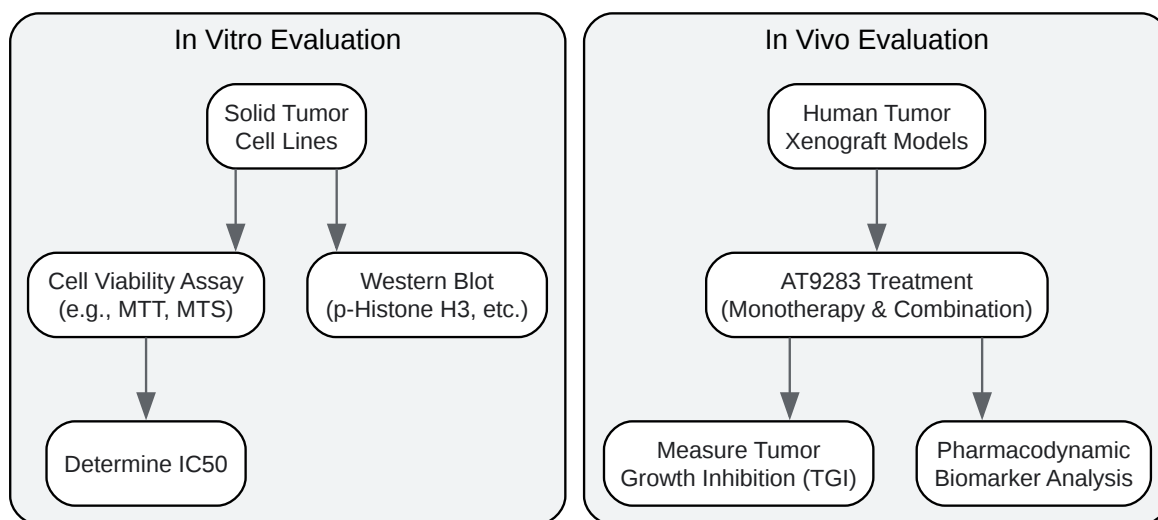 In Vitro Evaluation
Solid Tumor
Cell Lines
Cell Viability Assay
(e.g., MTT, MTS)
Western Blot
(p-Histone H3, etc.)
Determine IC50
In Vivo Evaluation
Human Tumor
Xenograft Models
AT9283 Treatment
(Monotherapy & Combination)
Measure Tumor
Growth Inhibition (TGI)
Pharmacodynamic
Biomarker Analysis